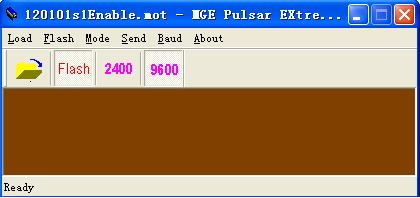 120101s1Enable.mot - MGE Pulsar EXtre...
Load Flash Mode Send Baud About
Flash 2400 9600
Ready